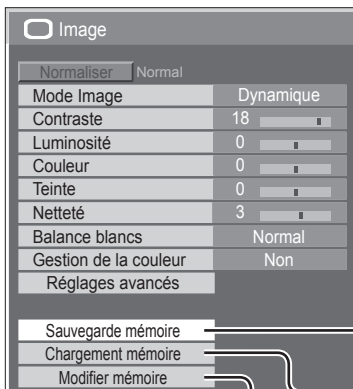 Image
Normaliser Normal
Mode Image Dynamique
Contraste 18
Luminosité 0
Couleur 0
Teinte 0
Netteté 3
Balance blancs Normal
Gestion de la couleur Non
Réglages avancés
Sauvegarde mémoire
Chargement mémoire
Modifier mémoire